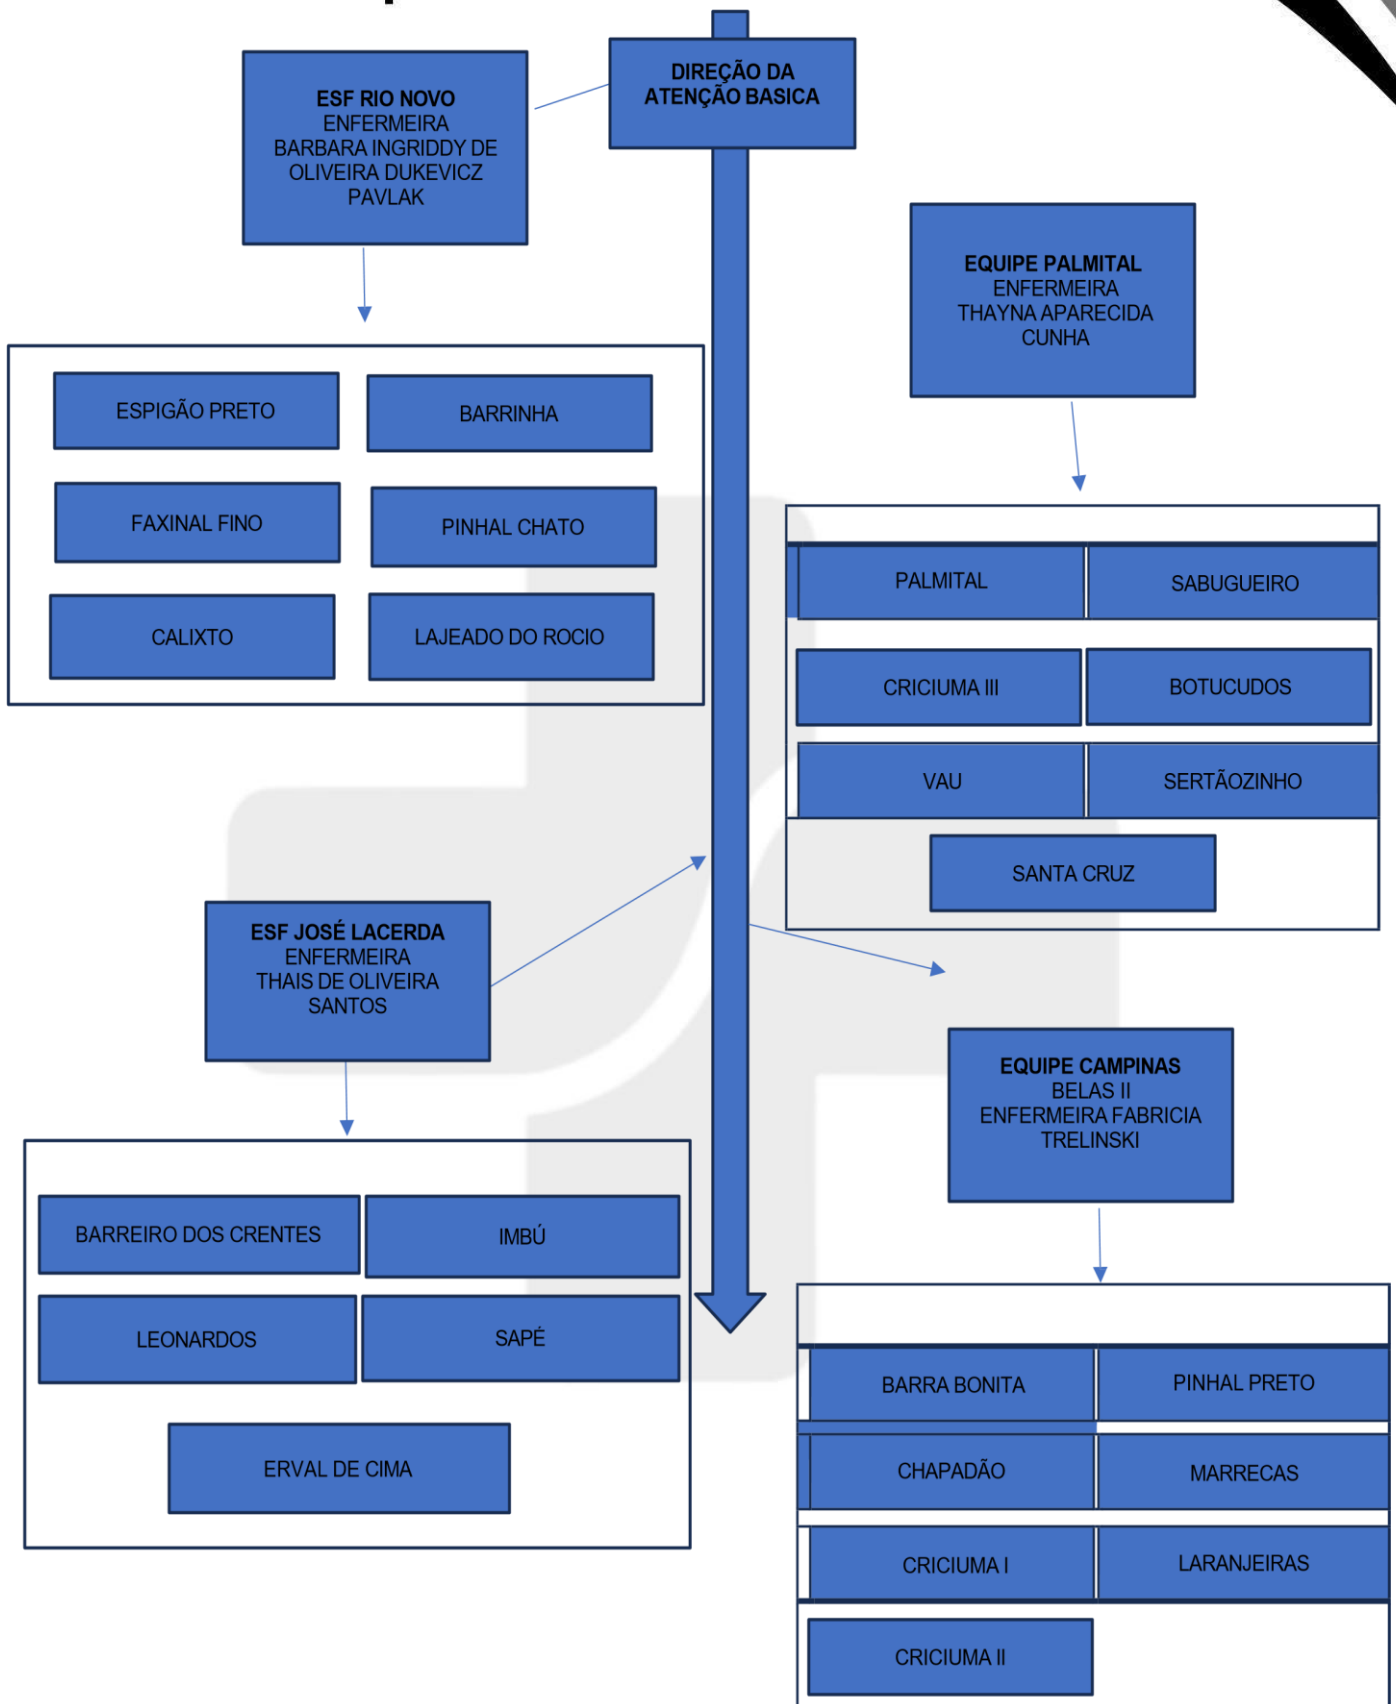 DIREÇÃO DA
ATENÇÃO BASICA
ESF RIO NOVO
ENFERMEIRA
BARBARA INGRIDDY DE
OLIVEIRA DUKEVICZ
PAVLAK
EQUIPE PALMITAL
ENFERMEIRA
THAYNA APARECIDA
CUNHA
ESPIGÃO PRETO
BARRINHA
FAXINAL FINO
PINHAL CHATO
CALIXTO
LAJEADO DO ROCIO
PALMITAL
SABUGUEIRO
CRICIUMA III
BOTUCUDOS
VAU
SERTÃOZINHO
SANTA CRUZ
ESF JOSÉ LACERDA
ENFERMEIRA
THAIS DE OLIVEIRA
SANTOS
EQUIPE CAMPINAS
BELAS II
ENFERMEIRA FABRICIA
TRELINSKI
BARREIRO DOS CRENTES
IMBÚ
LEONARDOS
SAPÉ
ERVAL DE CIMA
BARRA BONITA
PINHAL PRETO
CHAPADÃO
MARRECAS
CRICIUMA I
LARANJEIRAS
CRICIUMA II